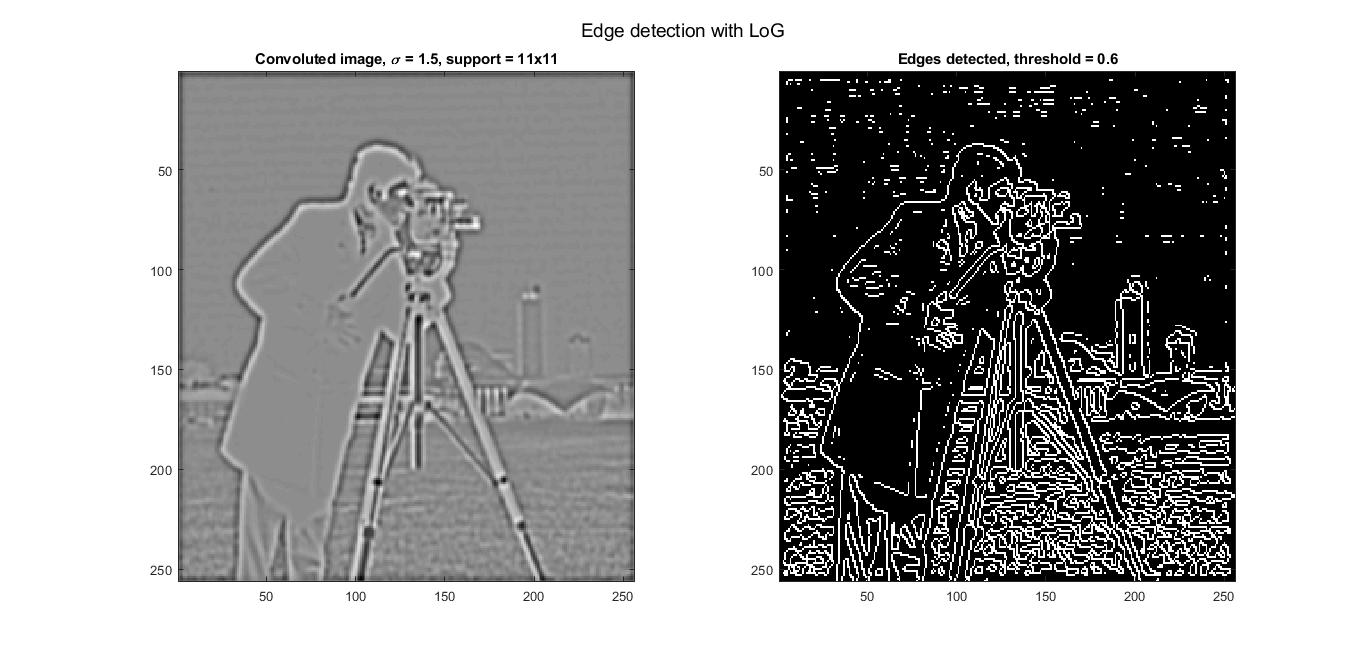 Edge detection with LoG
Convoluted image, σ = 1.5, support = 11x11
50
100
150
200
250
50 100 150 200 250
Edges detected, threshold = 0.6
50
100
150
200
250
50 100 150 200 250